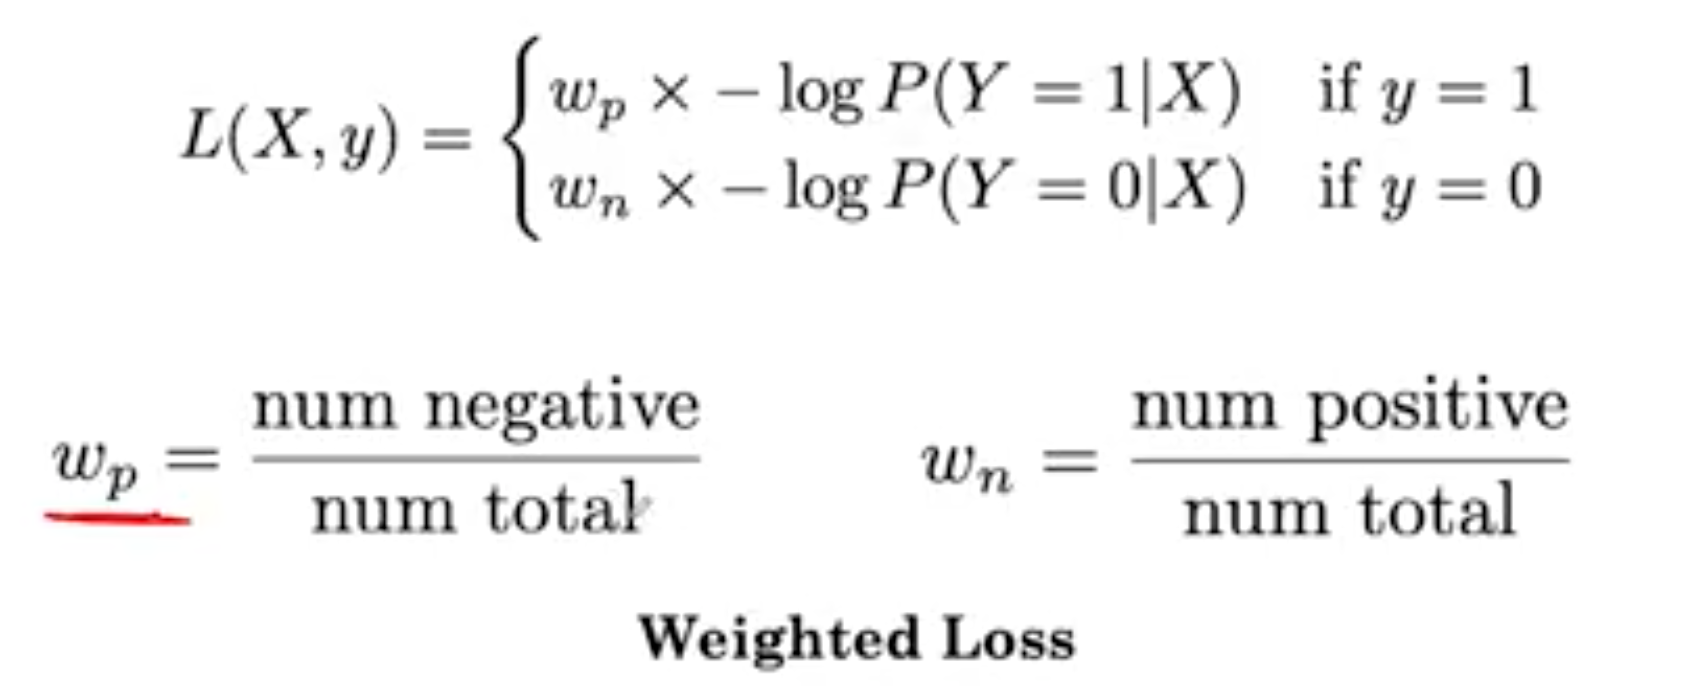 L(X, y) = { w_p × − log P(Y = 1|X) if y = 1
w_n × − log P(Y = 0|X) if y = 0
w_p = num negative / num total
w_n = num positive / num total
Weighted Loss